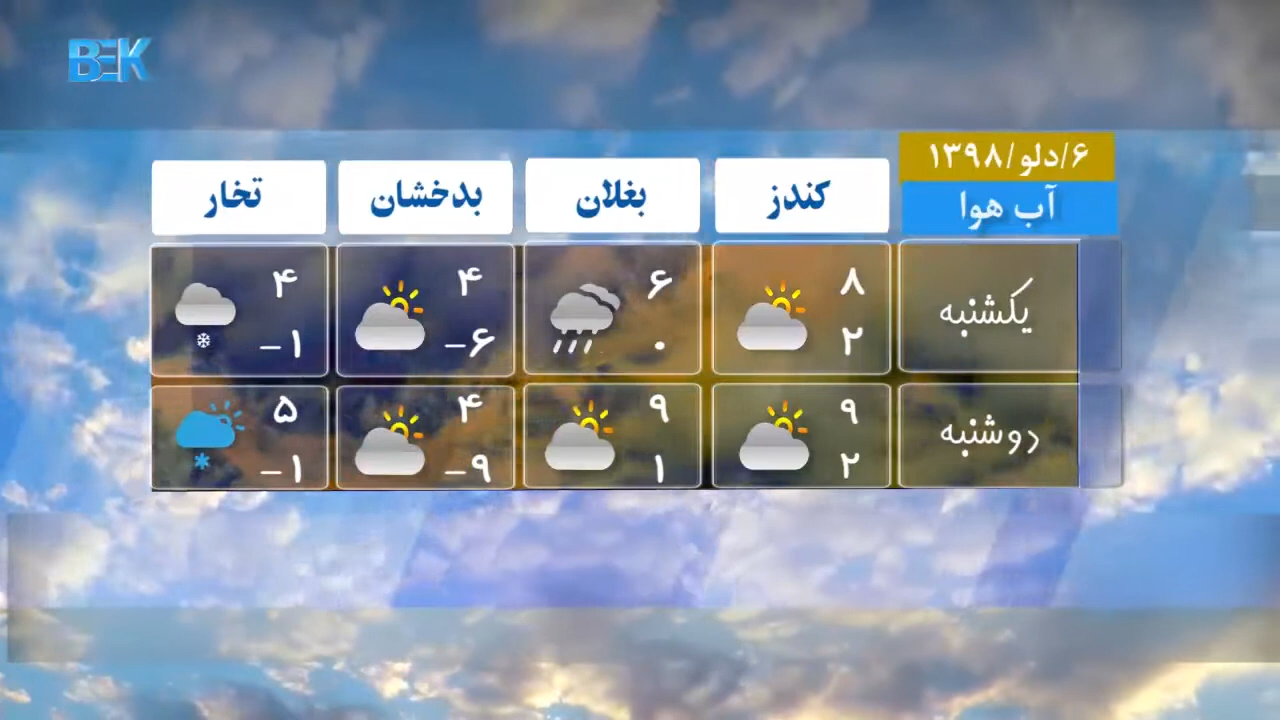 BEK
۶/دلو/۱۳۹۸
آب هوا
کندز
بغلان
بدخشان
تخار
یکشنبه
۸
۲
۶
۰
۴
-۶
۴
-۱
دوشنبه
۹
۲
۹
۱
۴
-۹
۵
-۱